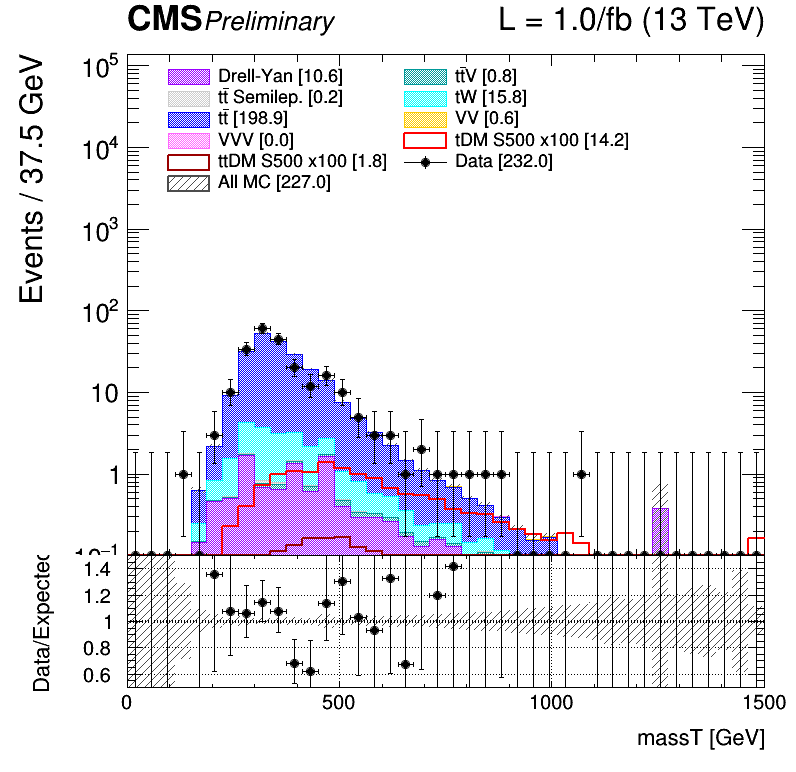 CMS Preliminary L = 1.0/fb (13 TeV)
Events / 37.5 GeV
10⁵
10⁴
10³
10²
10
1
10⁻¹
Drell-Yan [10.6] tt̄V [0.8]
tt̄ Semilep. [0.2] tW [15.8]
tt̄ [198.9] VV [0.6]
VVV [0.0] tDM S500 x100 [14.2]
ttDM S500 x100 [1.8] Data [232.0]
All MC [227.0]
Data/Expected
1.4
1.2
1
0.8
0.6
0 500 1000 1500
massT [GeV]